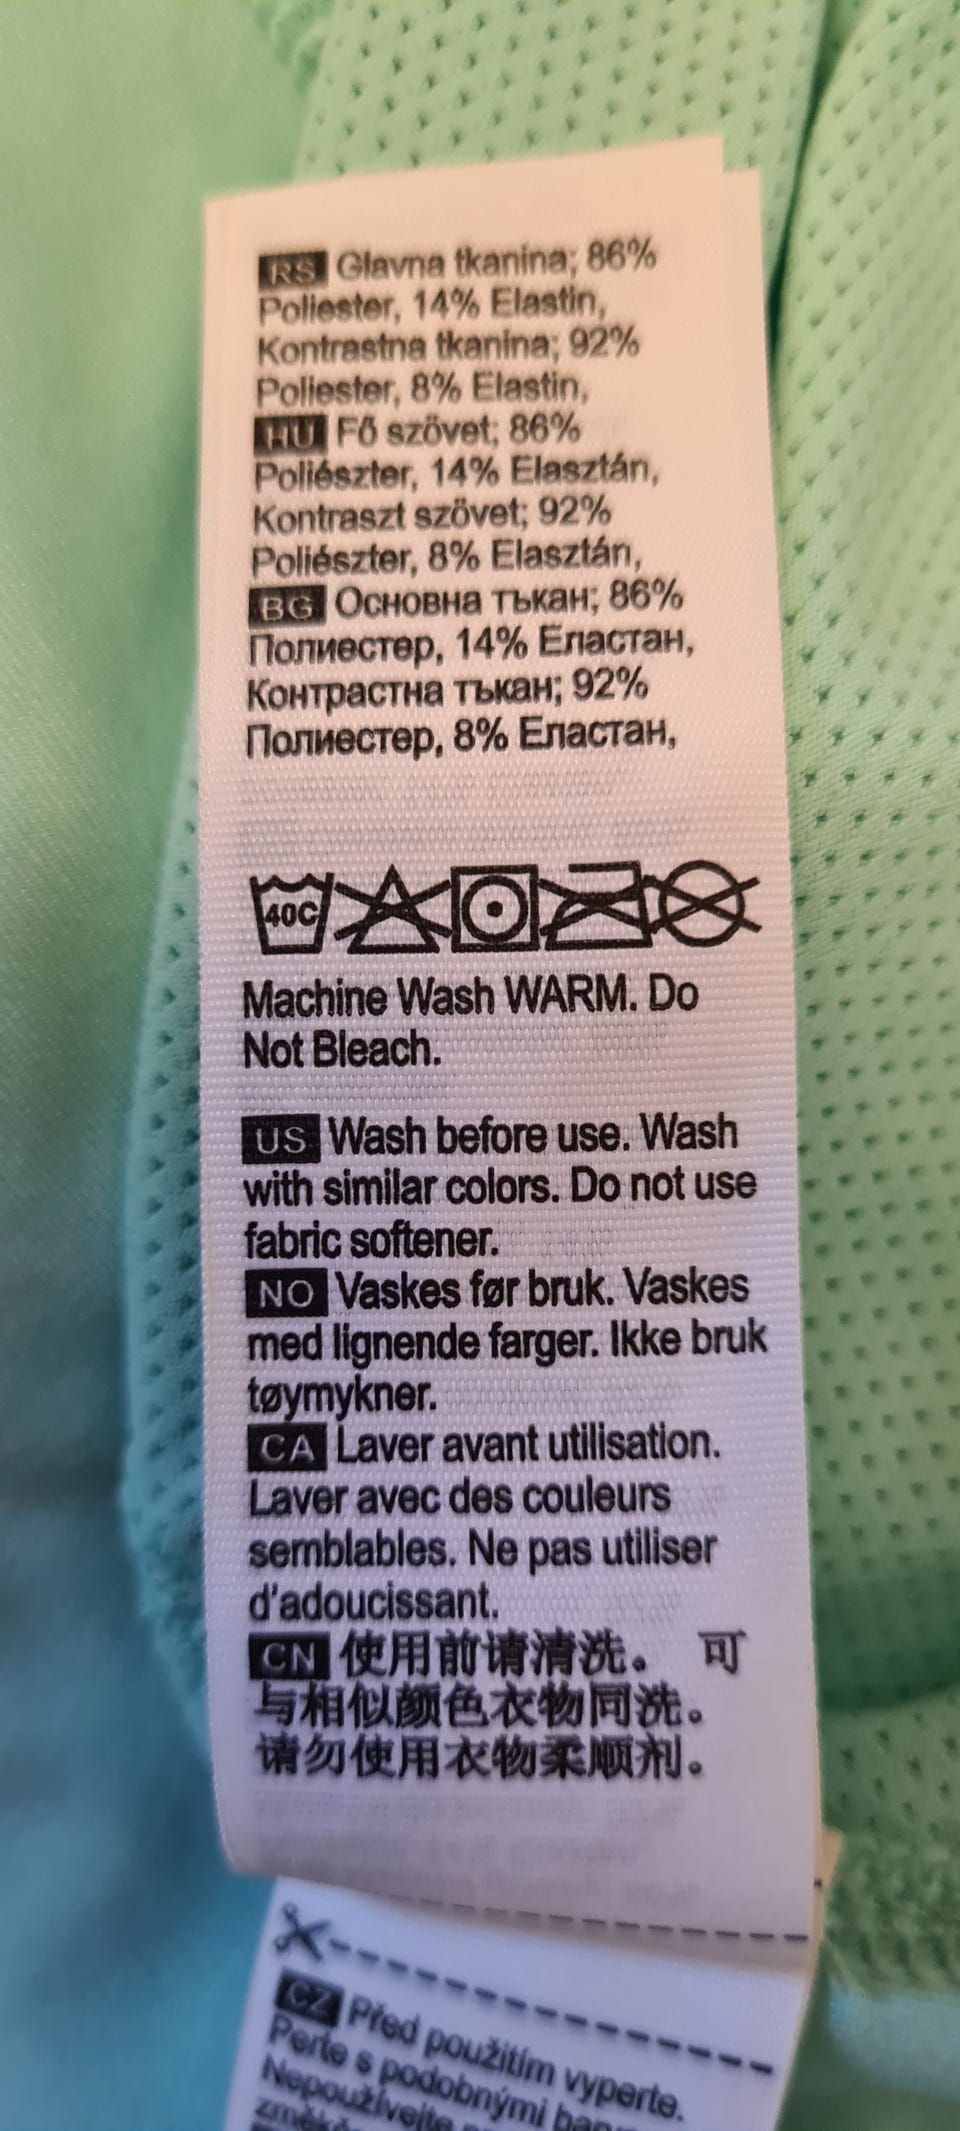 RS Glavna tkanina; 86%
Poliester, 14% Elastin,
Kontrastna tkanina; 92%
Poliester, 8% Elastin,
HU Fő szövet; 86%
Poliészter, 14% Elasztán,
Kontraszt szövet; 92%
Poliészter, 8% Elasztán,
BG Основна тъкан; 86%
Полиестер, 14% Еластан,
Контрастна тъкан; 92%
Полиестер, 8% Еластан,
40C
Machine Wash WARM. Do
Not Bleach.
US Wash before use. Wash
with similar colors. Do not use
fabric softener.
NO Vaskes før bruk. Vaskes
med lignende farger. Ikke bruk
tøymykner.
CA Laver avant utilisation.
Laver avec des couleurs
semblables. Ne pas utiliser
d'adoucissant.
CN 使用前请清洗。 可
与相似颜色衣物同洗。
请勿使用衣物柔顺剂。
CZ Před použitím vyperte.
Perte s podobnými
Nepoužívejte